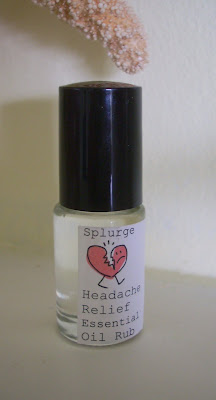 Splurge
Headache
Relief
Essential
Oil Rub